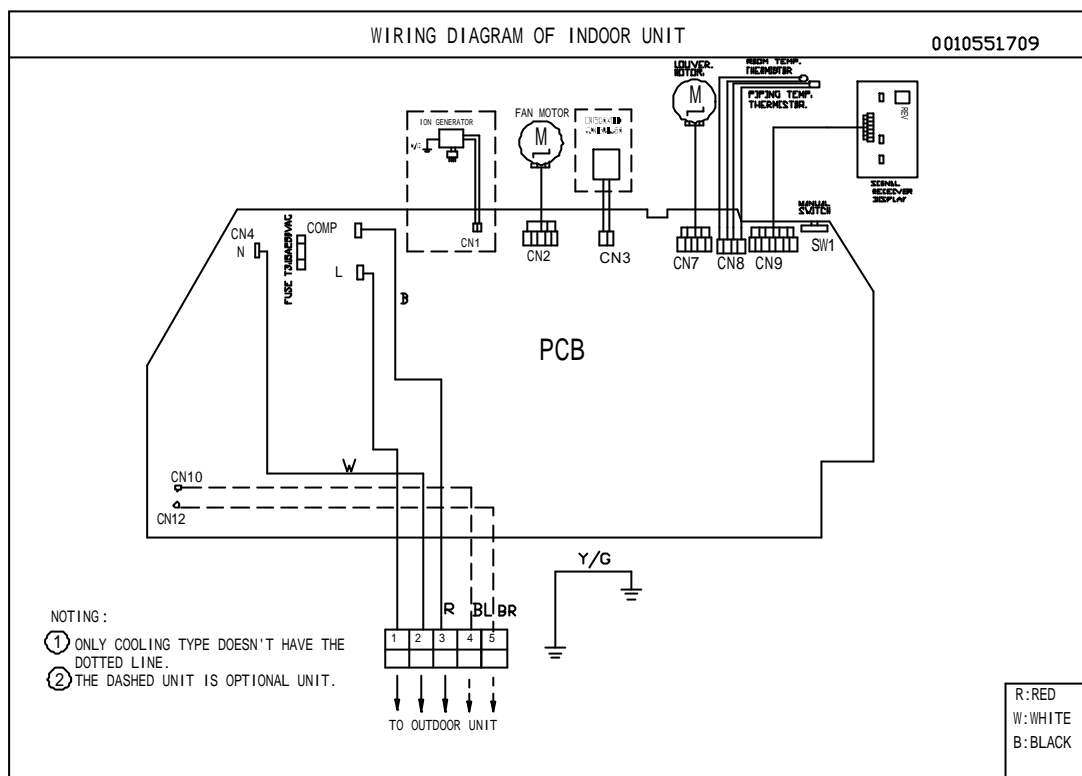 WIRING DIAGRAM OF INDOOR UNIT
0010551709
LOUVER.
MOTOR.
M
ROOM TEMP.
THERMISTOR
PIPING TEMP.
THERMESTOR.
REV
SIGNAL
RECEIVER
DISPLAY
ION GENERATOR
Y/G
FAN MOTOR
M
MANUAL
SWITCH
CN1
CN2
CN3
CN7
CN8
CN9
SW1
CN4
N
COMP
L
B
PCB
W
CN10
CN12
Y/G
R
BL
BR
1
2
3
4
5
TO OUTDOOR UNIT
NOTING:
1 ONLY COOLING TYPE DOESN'T HAVE THE
DOTTED LINE.
2 THE DASHED UNIT IS OPTIONAL UNIT.
R:RED
W:WHITE
B:BLACK